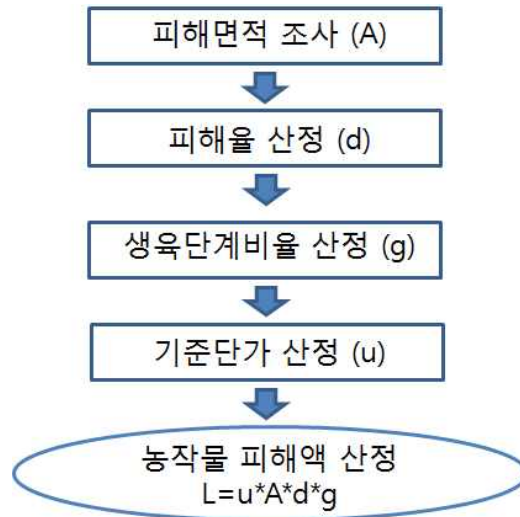 피해면적 조사 (A)
피해율 산정 (d)
생육단계비율 산정 (g)
기준단가 산정 (u)
농작물 피해액 산정
L=u*A*d*g